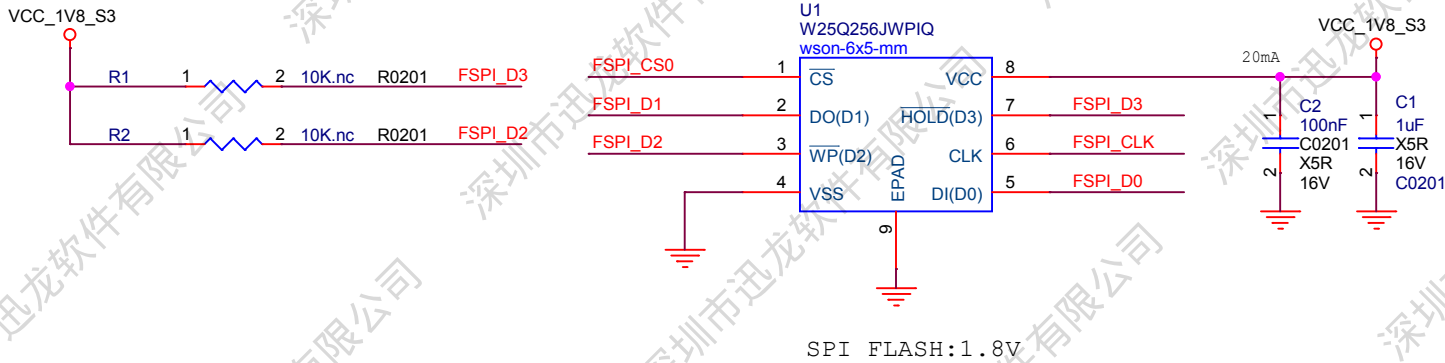 VCC_1V8_S3
R1 1 2 10K.nc R0201 FSPI_D3
R2 1 2 10K.nc R0201 FSPI_D2
U1
W25Q256JWPIQ
wson-6x5-mm
FSPI_CS0 1 CS VCC 8 20mA
FSPI_D1 2 DO(D1) HOLD(D3) 7 FSPI_D3
FSPI_D2 3 WP(D2) CLK 6 FSPI_CLK
4 VSS EPAD DI(D0) 5 FSPI_D0
9
VCC_1V8_S3
1 2
C2
100nF
C0201
X5R
16V
1 2
C1
1uF
X5R
16V
C0201
SPI FLASH:1.8V
深圳市迅龙软件有限公司